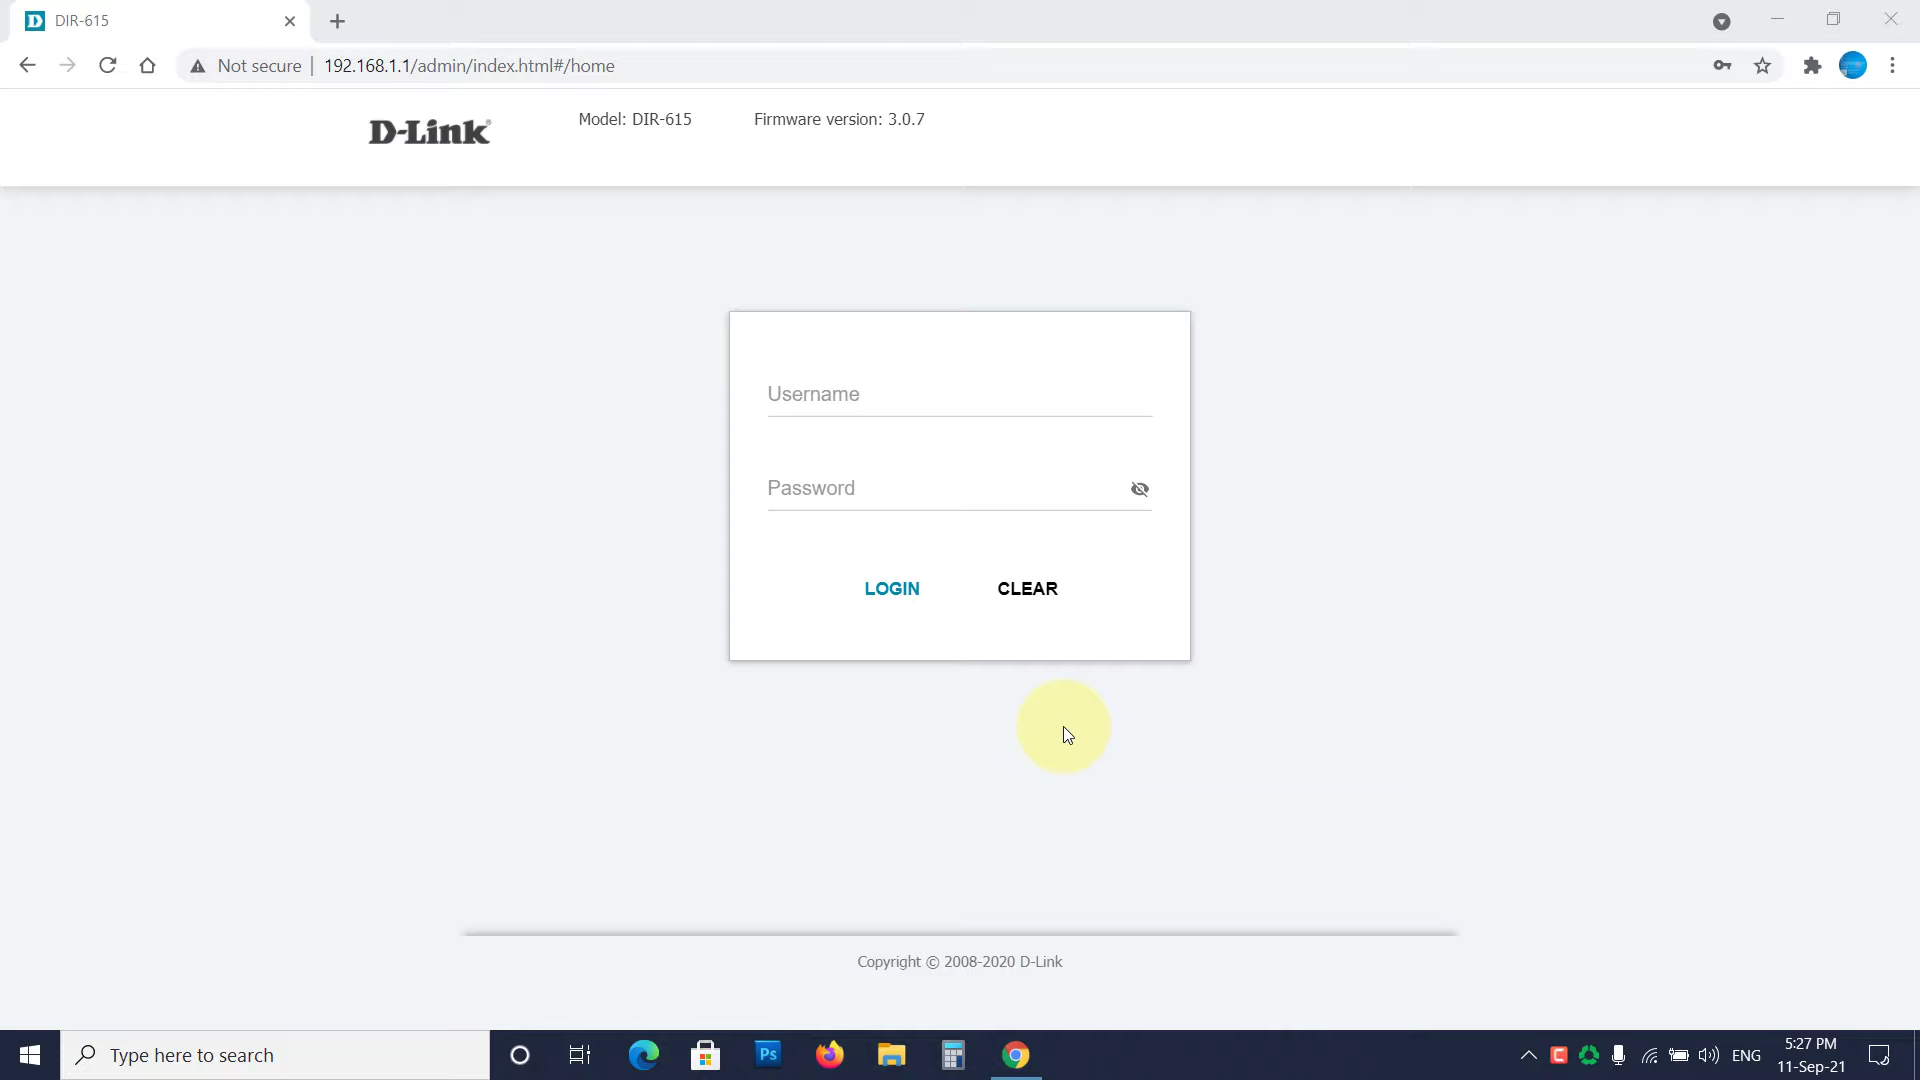 DIR-615
Not secure | 192.168.1.1/admin/index.html#/home
D-Link
Model: DIR-615 Firmware version: 3.0.7
Username
Password
LOGIN CLEAR
Copyright © 2008-2020 D-Link
Type here to search
Ps
ENG
5:27 PM
11-Sep-21